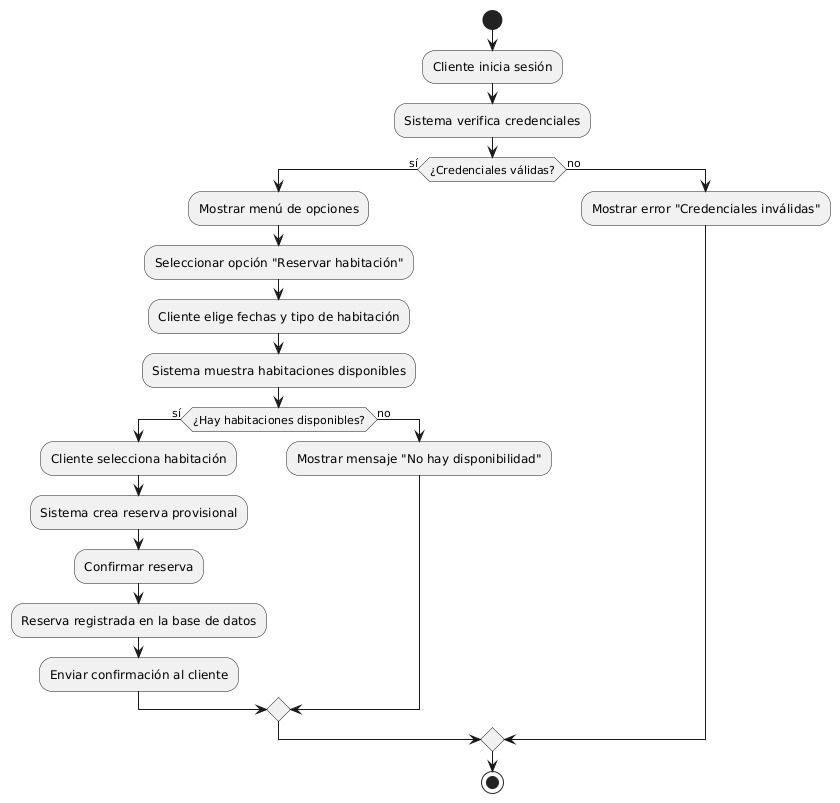 Cliente inicia sesión
Sistema verifica credenciales
sí
¿Credenciales válidas?
no
Mostrar menú de opciones
Mostrar error "Credenciales inválidas"
Seleccionar opción "Reservar habitación"
Cliente elige fechas y tipo de habitación
Sistema muestra habitaciones disponibles
sí
¿Hay habitaciones disponibles?
no
Cliente selecciona habitación
Mostrar mensaje "No hay disponibilidad"
Sistema crea reserva provisional
Confirmar reserva
Reserva registrada en la base de datos
Enviar confirmación al cliente